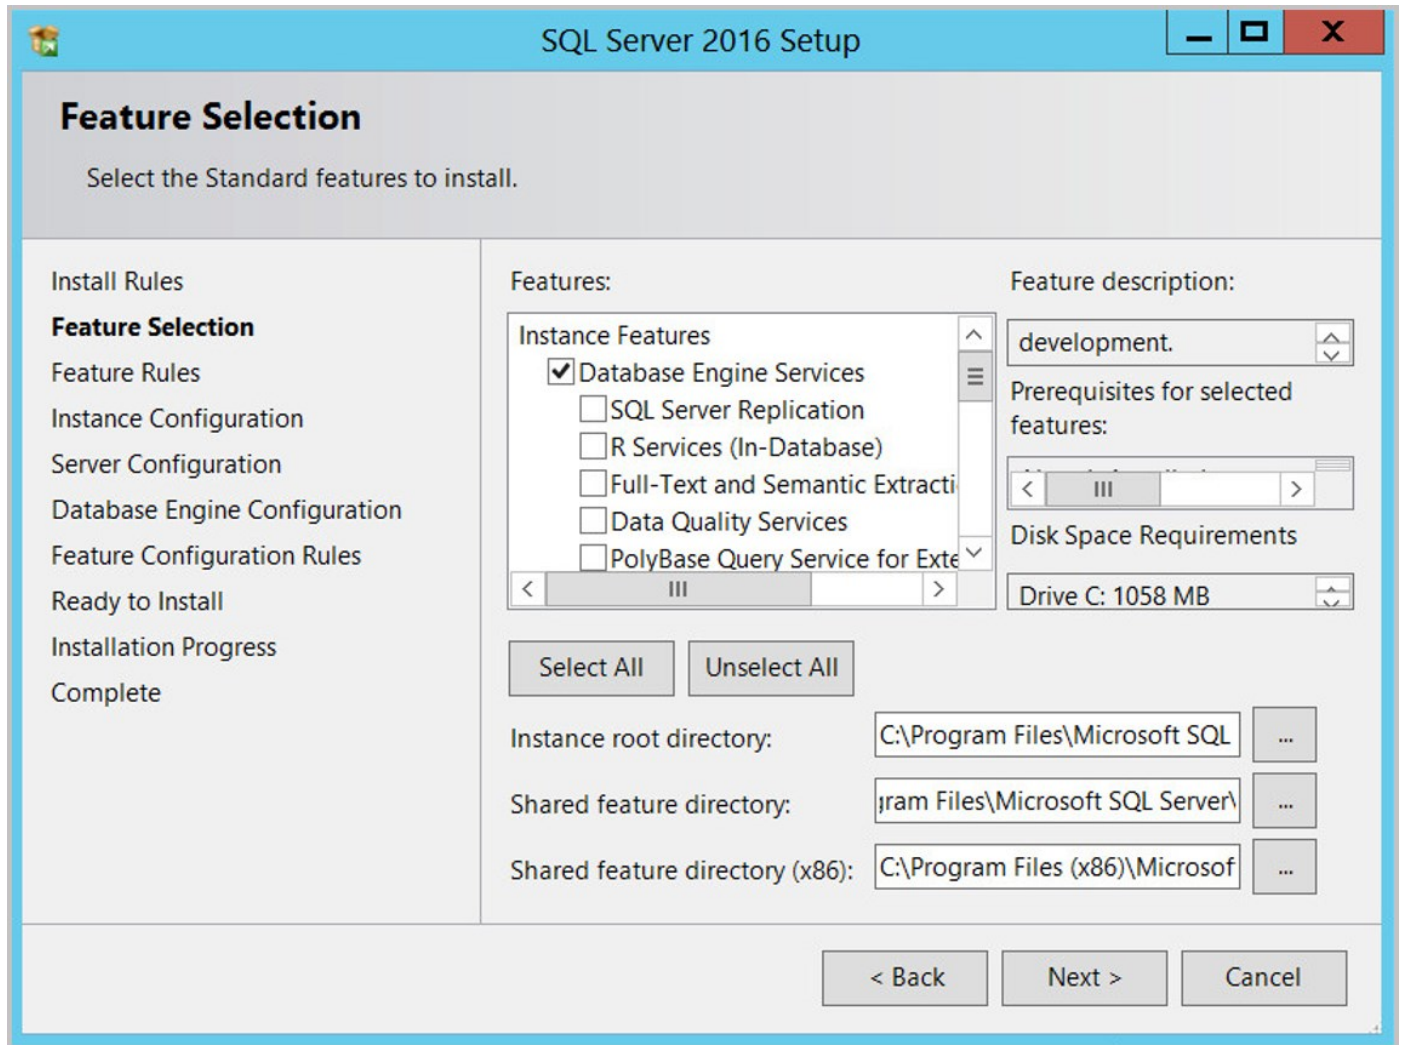 SQL Server 2016 Setup
Feature Selection
Select the Standard features to install.
Install Rules
Feature Selection
Feature Rules
Instance Configuration
Server Configuration
Database Engine Configuration
Feature Configuration Rules
Ready to Install
Installation Progress
Complete
Features:
Instance Features
Database Engine Services
SQL Server Replication
R Services (In-Database)
Full-Text and Semantic Extracti
Data Quality Services
PolyBase Query Service for Exte
Feature description:
development.
Prerequisites for selected
features:
Disk Space Requirements
Drive C: 1058 MB
Select All
Unselect All
Instance root directory:
C:\Program Files\Microsoft SQL
...
Shared feature directory:
gram Files\Microsoft SQL Server\
...
Shared feature directory (x86):
C:\Program Files (x86)\Microsof
...
< Back
Next >
Cancel